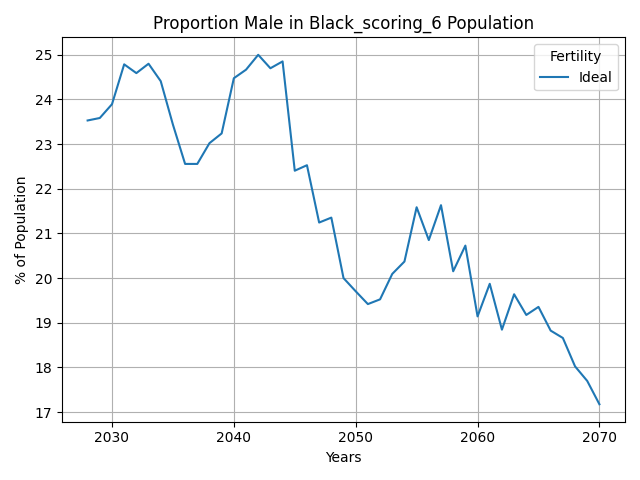 Proportion Male in Black_scoring_6 Population
Fertility
Ideal
% of Population
25
24
23
22
21
20
19
18
17
2030 2040 2050 2060 2070
Years